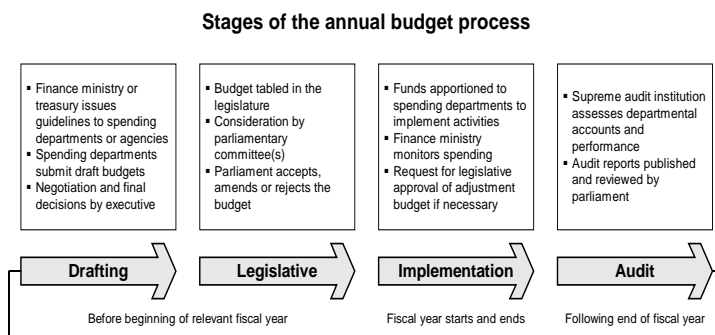 Stages of the annual budget process
▪ Finance ministry or
treasury issues
guidelines to spending
departments or agencies
▪ Spending departments
submit draft budgets
▪ Negotiation and final
decisions by executive
▪ Budget tabled in the
legislature
▪ Consideration by
parliamentary
committee(s)
▪ Parliament accepts,
amends or rejects the
budget
▪ Funds apportioned to
spending departments to
implement activities
▪ Finance ministry
monitors spending
▪ Request for legislative
approval of adjustment
budget if necessary
▪ Supreme audit institution
assesses departmental
accounts and
performance
▪ Audit reports published
and reviewed by
parliament
Drafting
Legislative
Implementation
Audit
Before beginning of relevant fiscal year
Fiscal year starts and ends
Following end of fiscal year